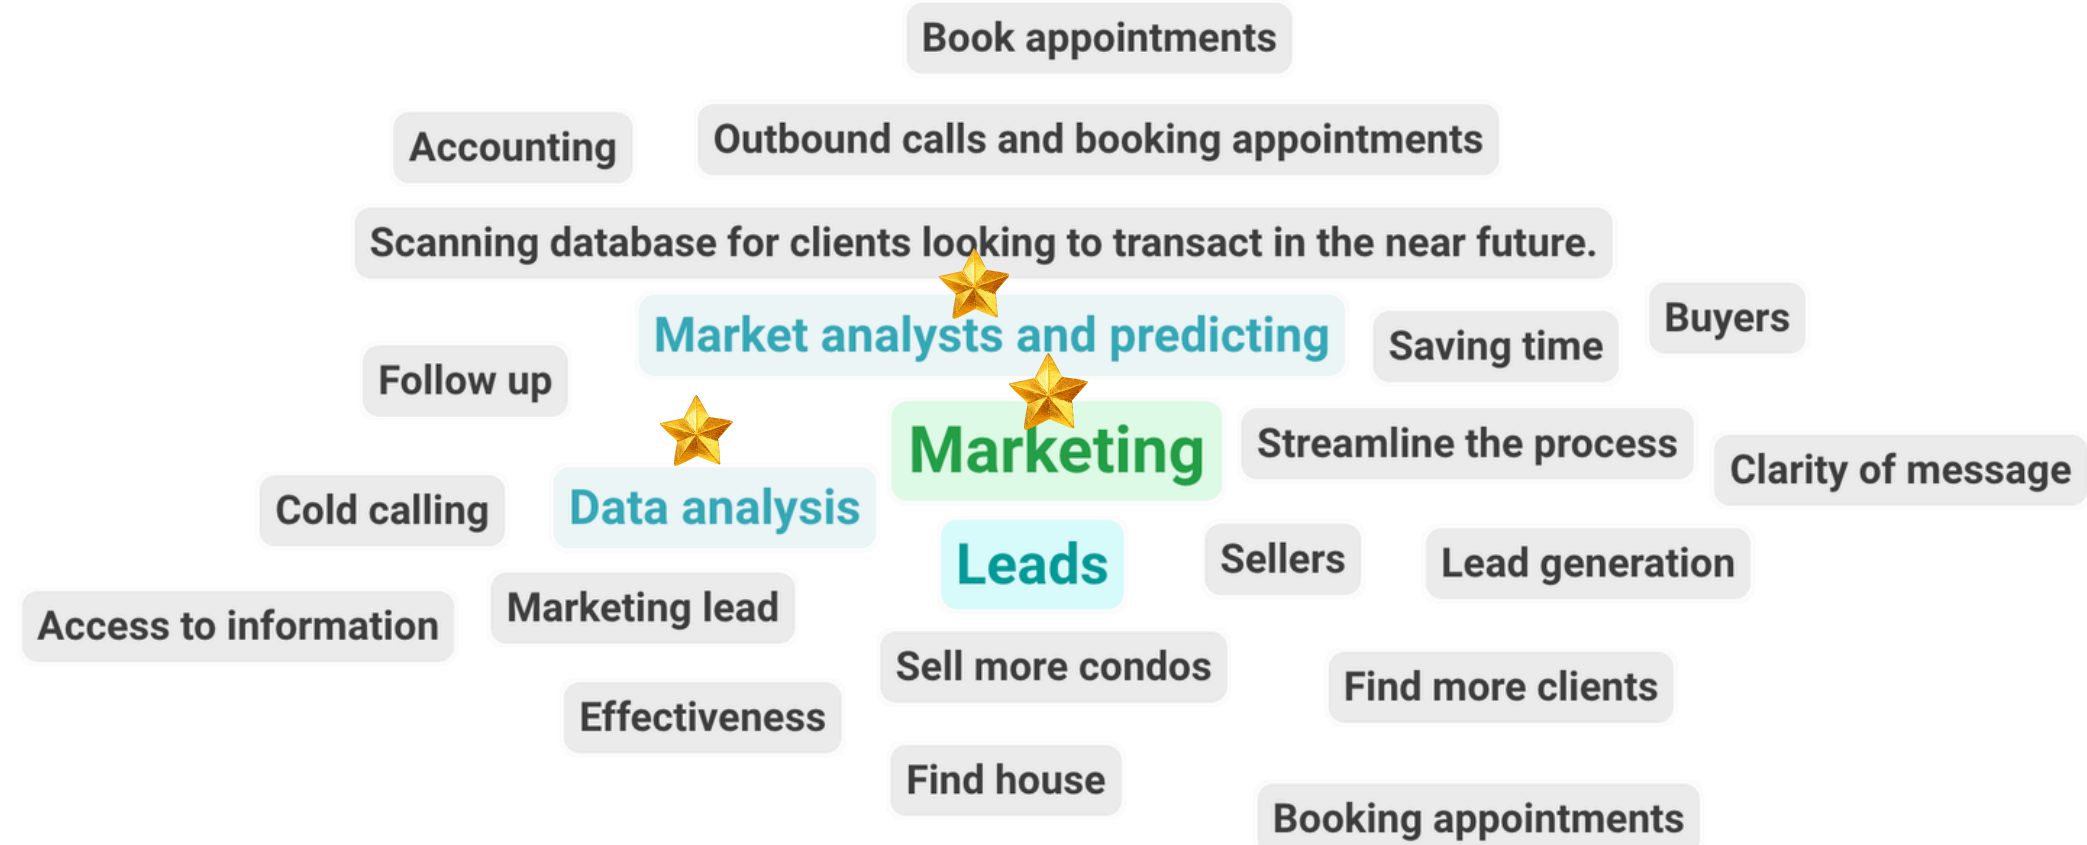 Book appointments
Accounting
Outbound calls and booking appointments
Scanning database for clients looking to transact in the near future.
Market analysts and predicting
Saving time
Buyers
Follow up
Marketing
Streamline the process
Clarity of message
Cold calling
Data analysis
Leads
Sellers
Lead generation
Access to information
Marketing lead
Sell more condos
Find more clients
Effectiveness
Find house
Booking appointments